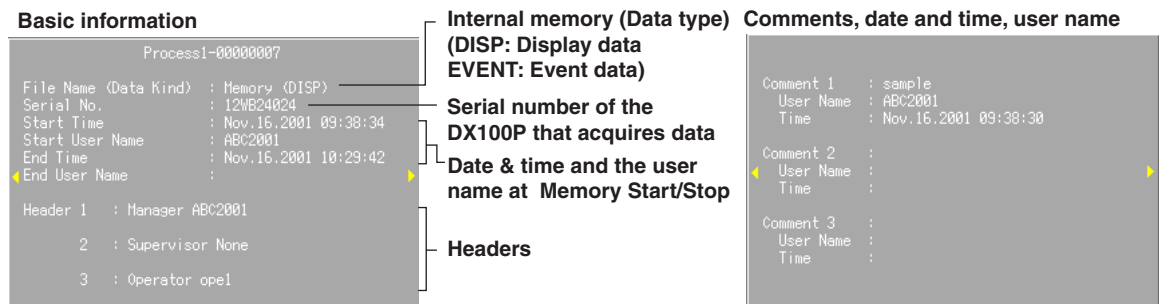 Basic information
Process1-00000007
File Name (Data Kind) : Memory (DISP)
Serial No. : 12WB24024
Start Time : Nov.16.2001 09:38:34
Start User Name : ABC2001
End Time : Nov.16.2001 10:29:42
End User Name :
Header 1 : Manager ABC2001
2 : Supervisor None
3 : Operator ope1
Internal memory (Data type)
(DISP: Display data
EVENT: Event data)
Serial number of the
DX100P that acquires data
Date & time and the user
name at Memory Start/Stop
Headers
Comments, date and time, user name
Comment 1 : sample
User Name : ABC2001
Time : Nov.16.2001 09:38:30
Comment 2 :
User Name :
Time :
Comment 3 :
User Name :
Time :